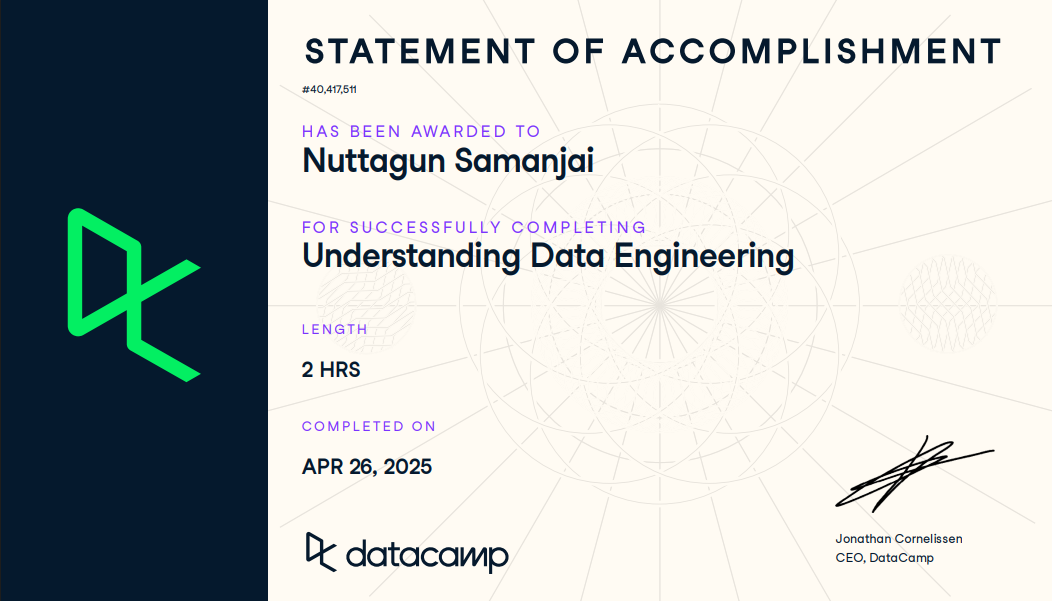 STATEMENT OF ACCOMPLISHMENT
#40,417,511
HAS BEEN AWARDED TO
Nuttagun Samanjai
FOR SUCCESSFULLY COMPLETING
Understanding Data Engineering
LENGTH
2 HRS
COMPLETED ON
APR 26, 2025
datacamp
Jonathan Cornelissen
CEO, DataCamp